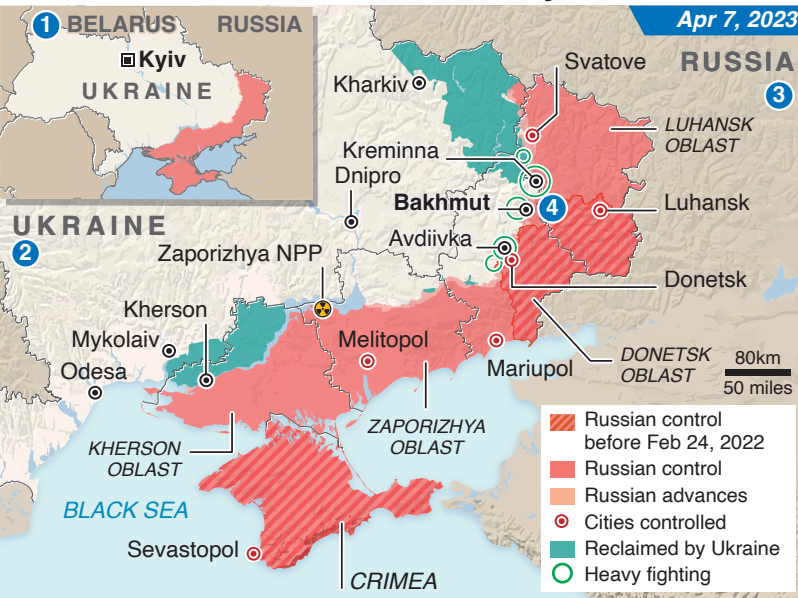 Apr 7, 2023
1 BELARUS RUSSIA
Kyiv
UKRAINE
Svatove
RUSSIA
3
Kharkiv
LUHANSK
OBLAST
Kreminna
Dnipro
Bakhmut
4
Luhansk
UKRAINE
2
Avdiivka
Zaporizhya NPP
Donetsk
Kherson
Mykolaiv
Melitopol
Odesa
Mariupol
DONETSK
OBLAST
80km
50 miles
ZAPORIZHYA
OBLAST
KHERSON
OBLAST
BLACK SEA
Sevastopol
CRIMEA
Russian control
before Feb 24, 2022
Russian control
Russian advances
Cities controlled
Reclaimed by Ukraine
Heavy fighting